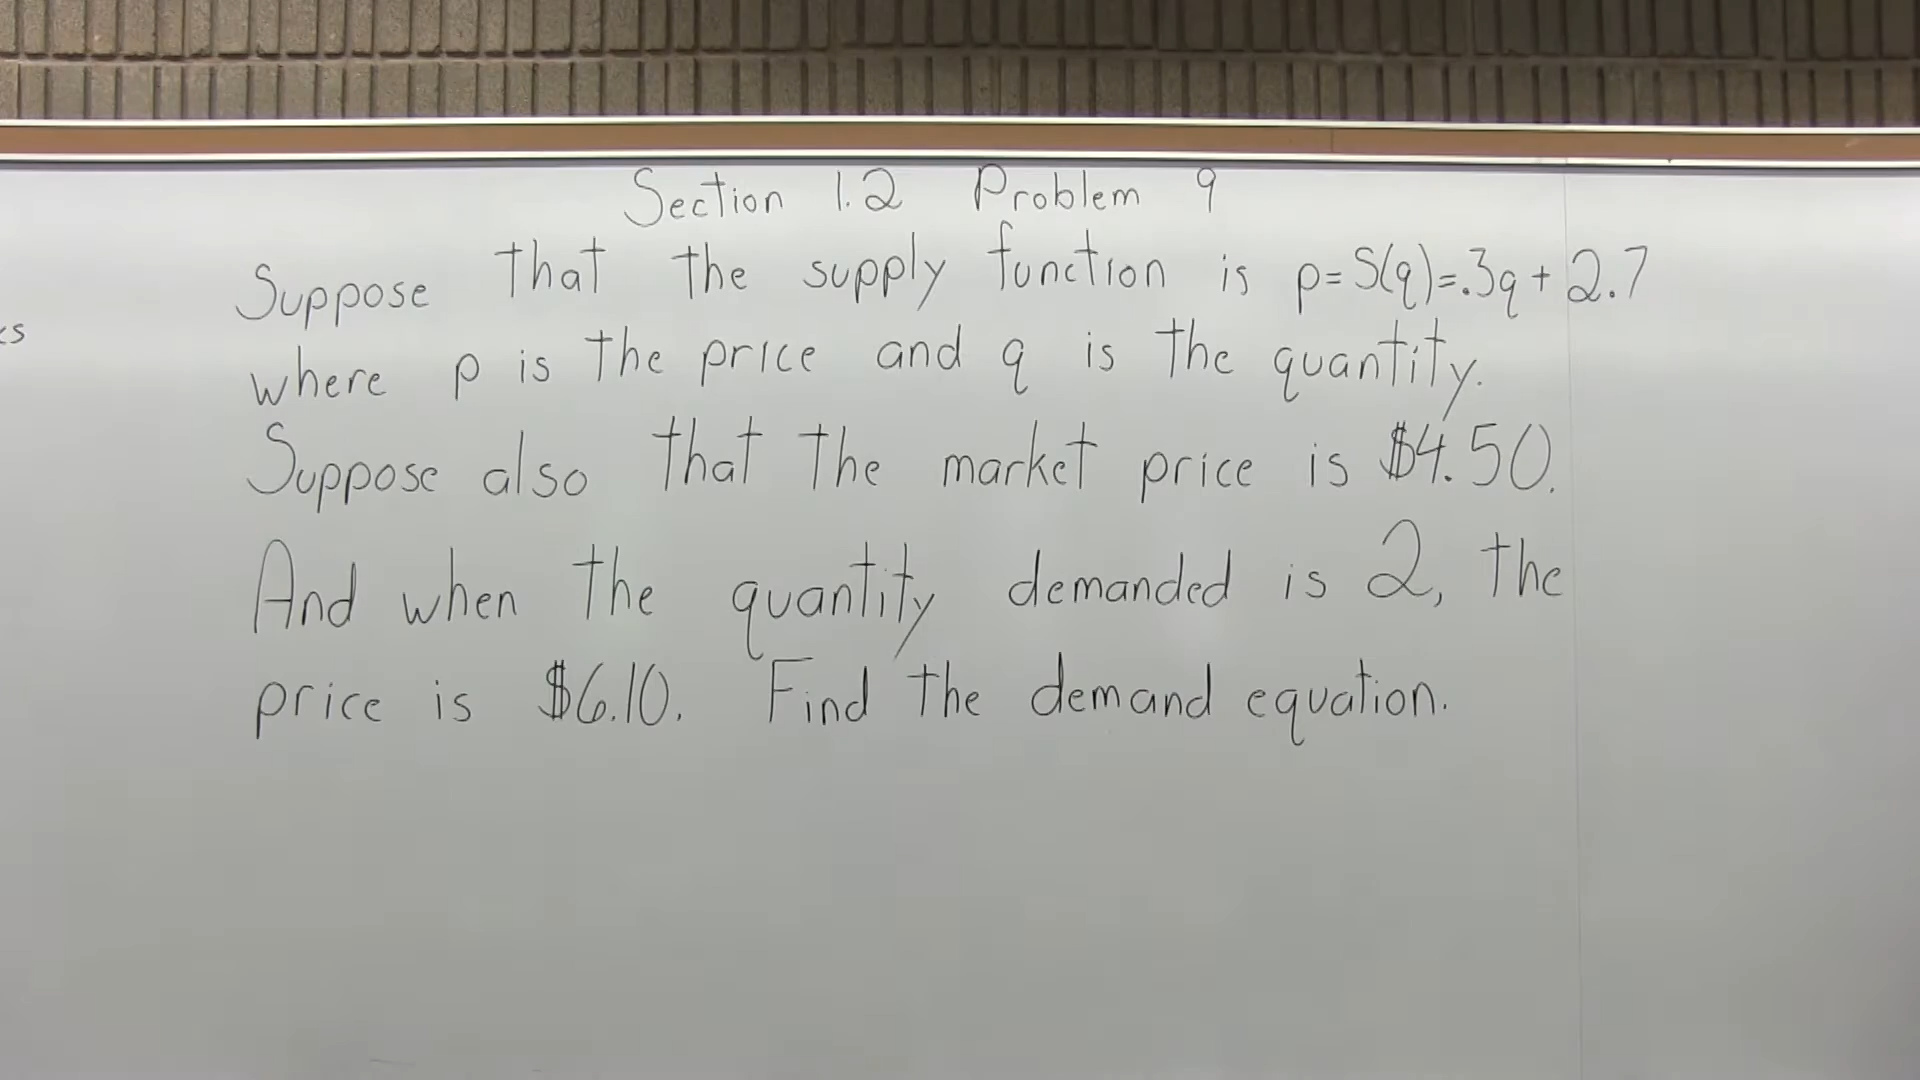 Section 1.2 Problem 9
Suppose that the supply function is p=S(q)=.3q+2.7
where p is the price and q is the quantity.
Suppose also that the market price is $4.50.
And when the quantity demanded is 2, the
price is $6.10. Find the demand equation.